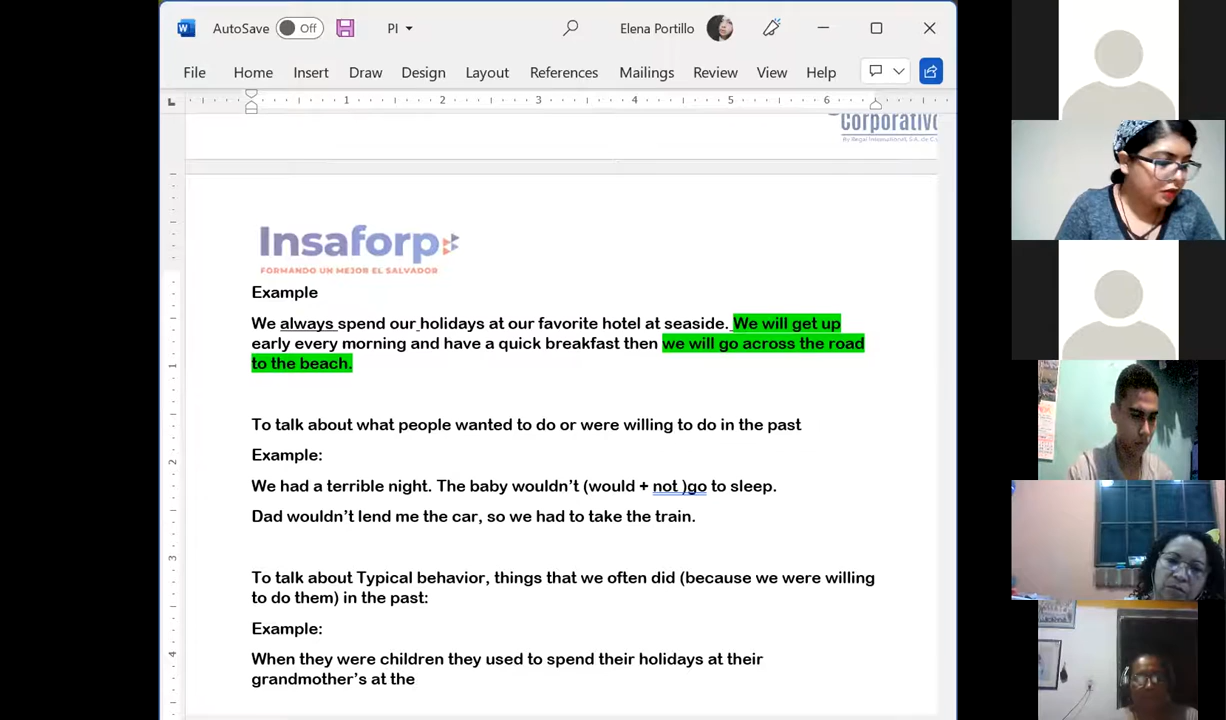 AutoSave Off PI Elena Portillo
File Home Insert Draw Design Layout References Mailings Review View Help
1 2 3 4 5 6
Corporativo
Insaforp
FORMANDO UN MEJOR EL SALVADOR
Example
We always spend our holidays at our favorite hotel at seaside. We will get up
early every morning and have a quick breakfast then we will go across the road
to the beach.
To talk about what people wanted to do or were willing to do in the past
Example:
We had a terrible night. The baby wouldn’t (would + not )go to sleep.
Dad wouldn’t lend me the car, so we had to take the train.
To talk about Typical behavior, things that we often did (because we were willing
to do them) in the past:
Example:
When they were children they used to spend their holidays at their
grandmother’s at the